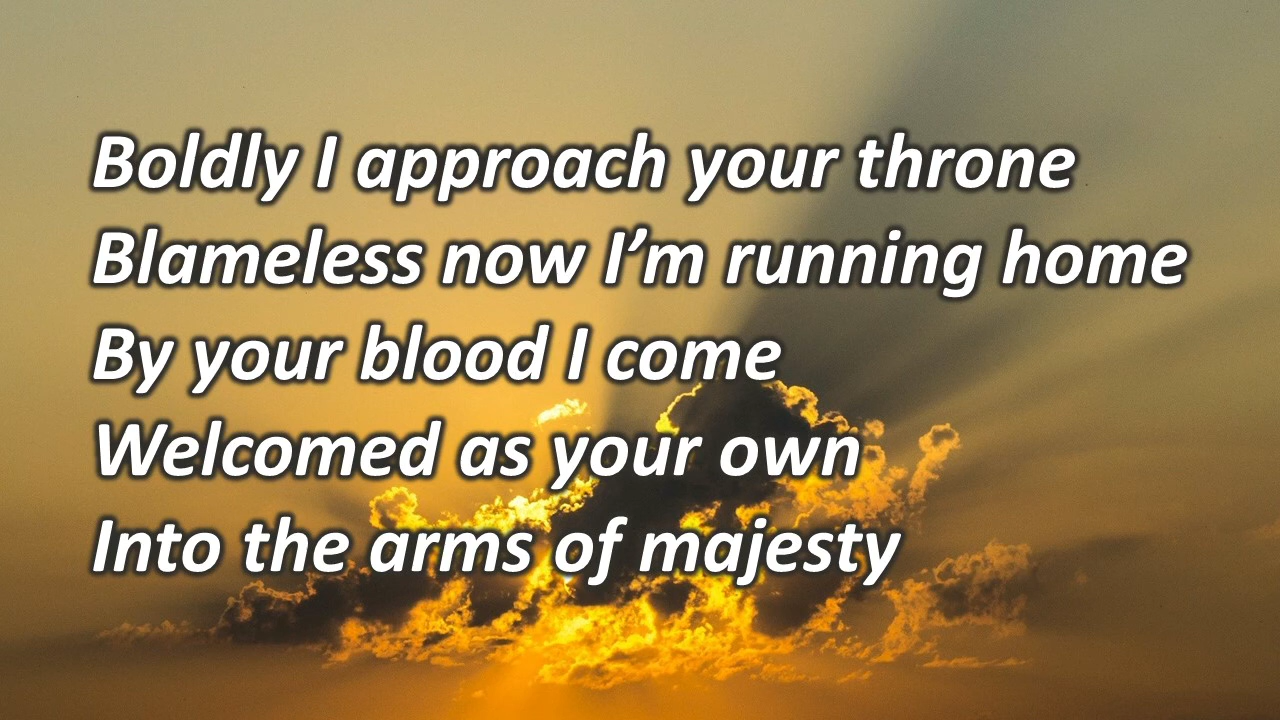 Boldly I approach your throne
Blameless now I’m running home
By your blood I come
Welcomed as your own
Into the arms of majesty